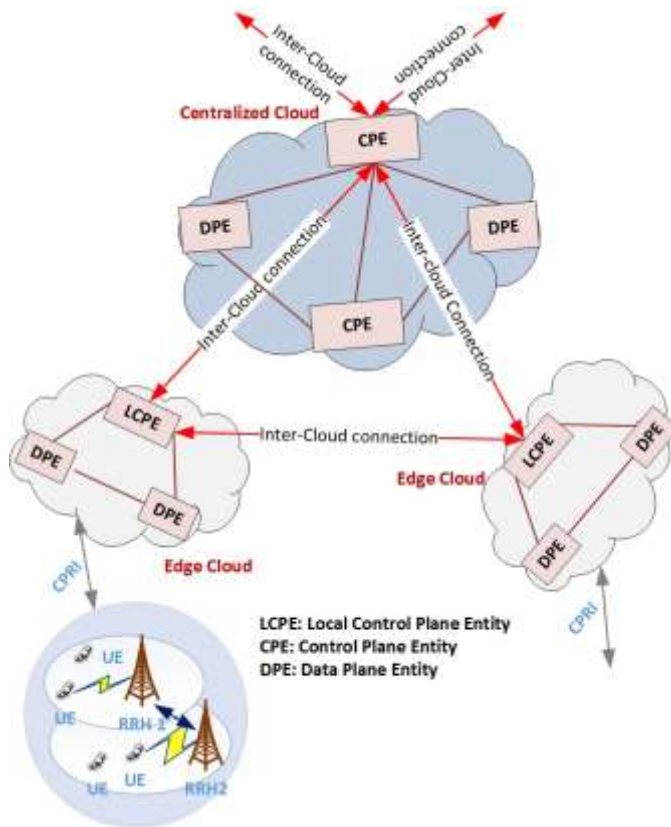 Inter-Cloud
connection
Inter-Cloud
connection
Centralized Cloud
CPE
DPE
DPE
CPE
Inter-Cloud connection
Inter-cloud Connection
LCPE
DPE
DPE
Inter-Cloud connection
LCPE
DPE
DPE
Edge Cloud
Edge Cloud
CPRI
CPRI
LCPE: Local Control Plane Entity
CPE: Control Plane Entity
DPE: Data Plane Entity
UE
UE
RRH 1
UE
UE
RRH2